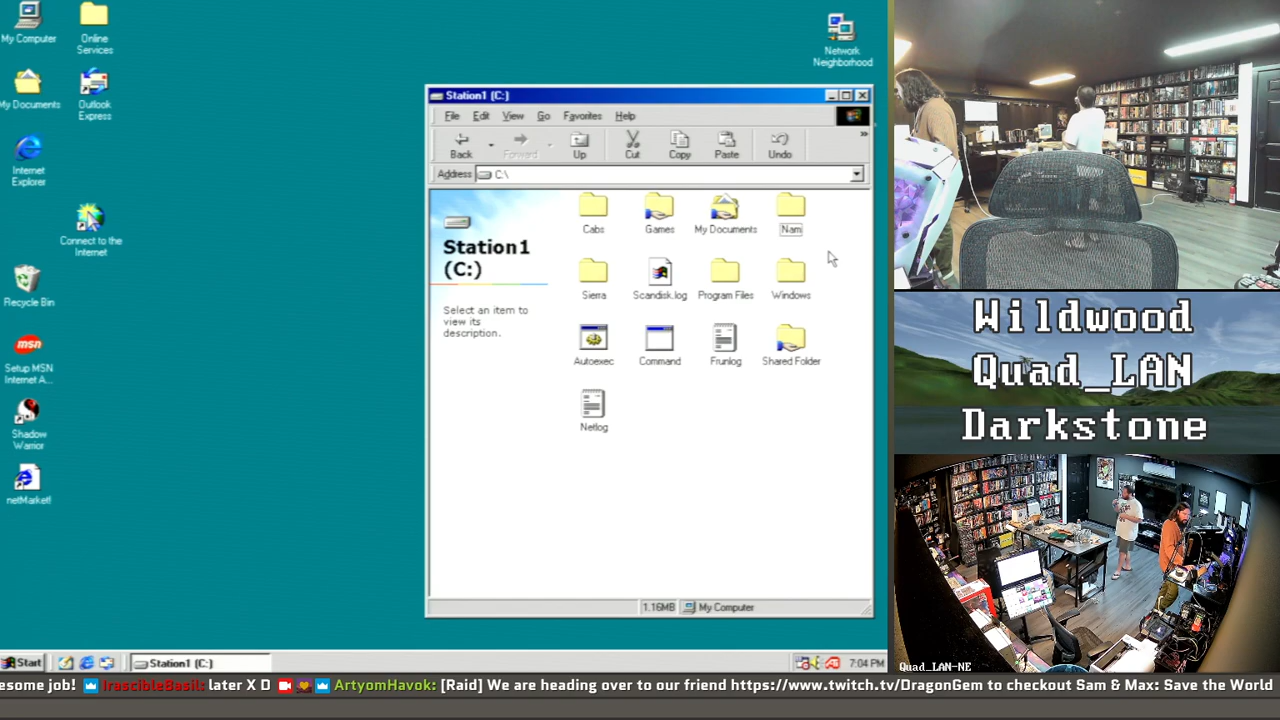 My Computer
Online
Services
Network
Neighborhood
My Documents
Outlook
Express
Internet
Explorer
Connect to the
Internet
Recycle Bin
msn
Setup MSN
Internet A...
Shadow
Warrior
netMarket!
Station1 (C:)
File Edit View Go Favorites Help
Back Forward Up Cut Copy Paste Undo
Address C:\
Station1
(C:)
Select an item to
view its
description.
Cabs Games My Documents Nam
Sierra Scandisk.log Program Files Windows
Autoexec Command Frunlog Shared Folder
Netlog
1.16MB My Computer
Start Station1 (C:) 7:04 PM
Wildwood
Quad_LAN
Darkstone
Quad_LAN-NE
esome job! IrascibleBasil: later X D ArtyomHavok: [Raid] We are heading over to our friend https://www.twitch.tv/DragonGem to checkout Sam & Max: Save the World